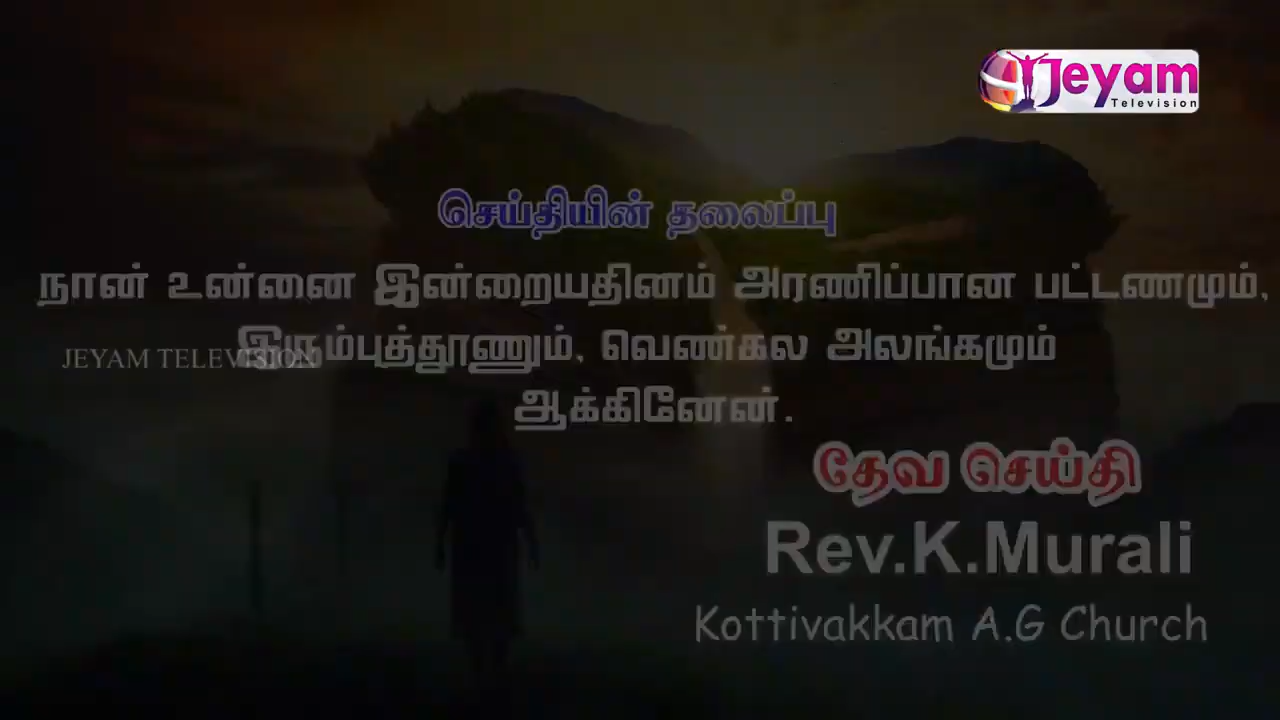 Jeyam
Television
செய்தியின் தலைப்பு
நான் உன்னை இன்றையதினம் அரணிப்பான பட்டணமும்,
இரும்புத்தூணும், வெண்கல அலங்கமும்
JEYAM TELEVISION
ஆக்கினேன்.
தேவ செய்தி
Rev.K.Murali
Kottivakkam A.G Church